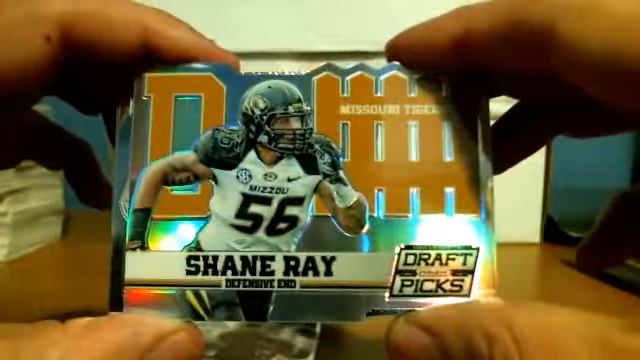 MISSOURI TIGERS
SEC
MIZZOU
56
SHANE RAY
DEFENSIVE END
DRAFT
PICKS